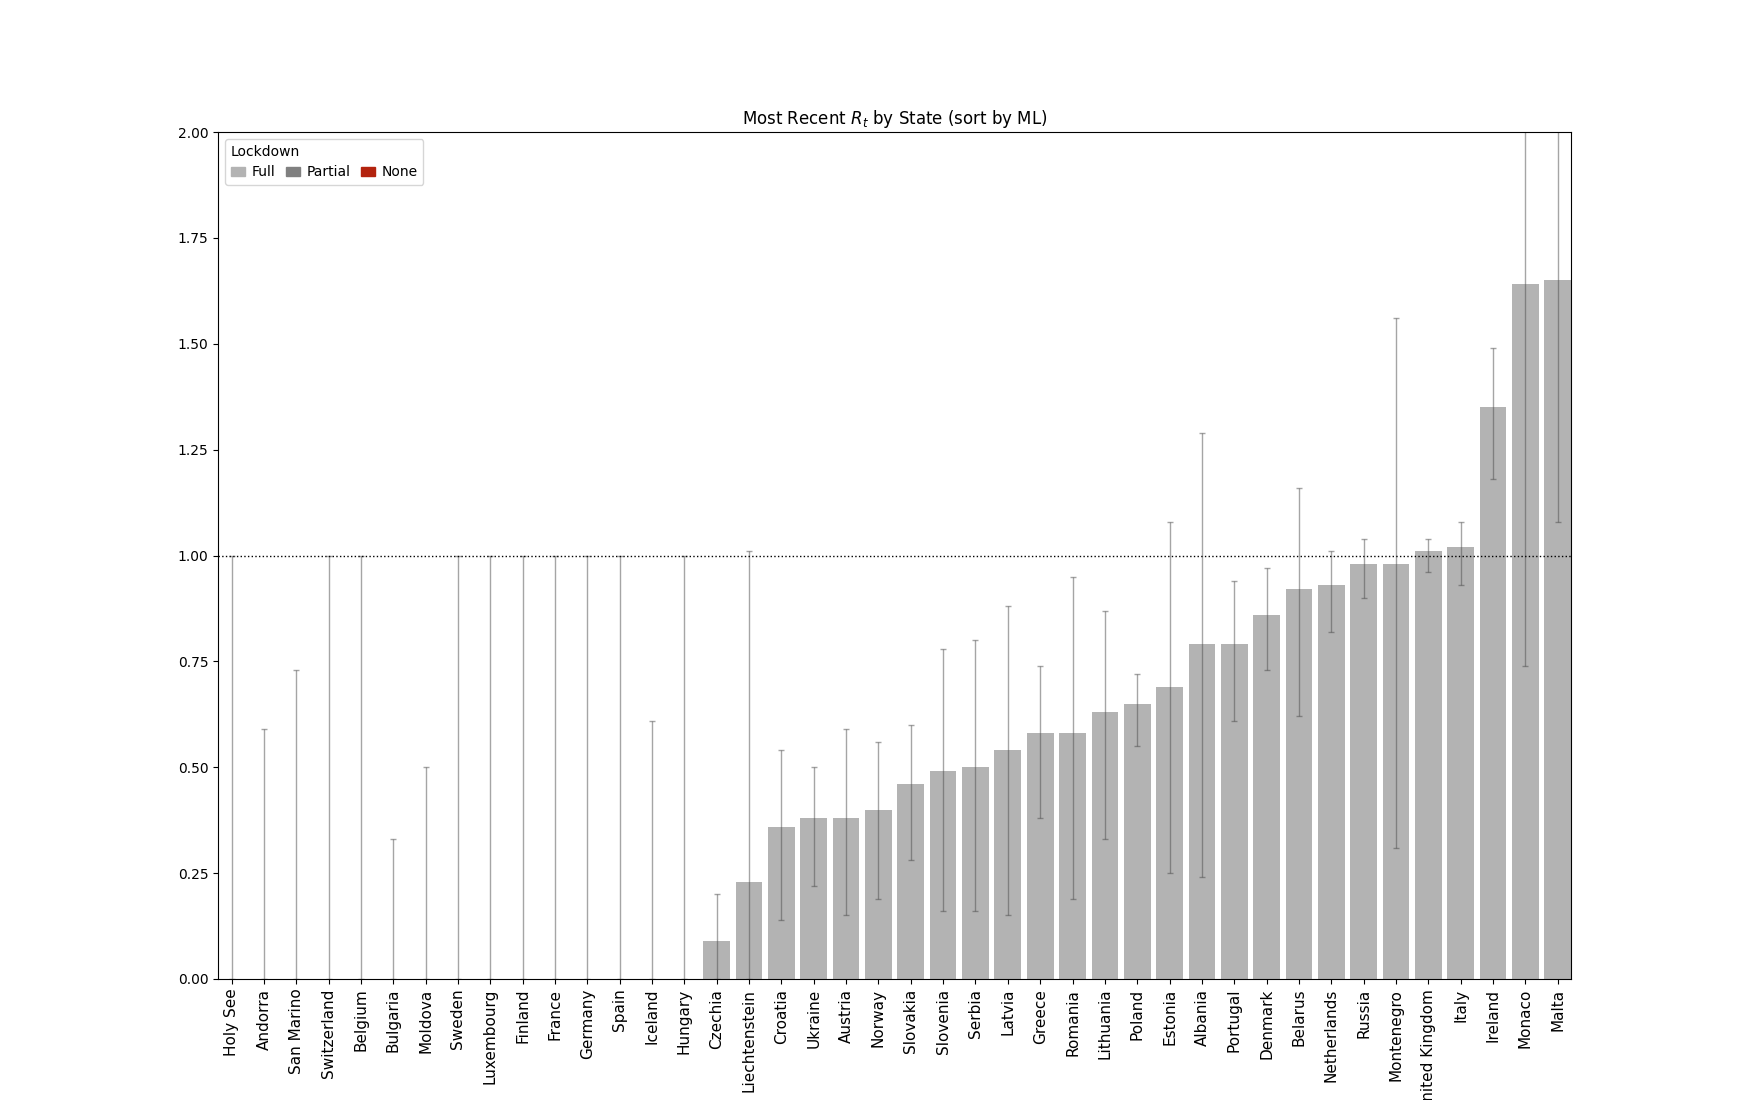 Most Recent Rt by State (sort by ML)
Lockdown
Full Partial None
2.00
1.75
1.50
1.25
1.00
0.75
0.50
0.25
0.00
Holy See
Andorra
San Marino
Switzerland
Belgium
Bulgaria
Moldova
Sweden
Luxembourg
Finland
France
Germany
Spain
Iceland
Hungary
Czechia
Liechtenstein
Croatia
Ukraine
Austria
Norway
Slovakia
Slovenia
Serbia
Latvia
Greece
Romania
Lithuania
Poland
Estonia
Albania
Portugal
Denmark
Belarus
Netherlands
Russia
Montenegro
nited Kingdom
Italy
Ireland
Monaco
Malta